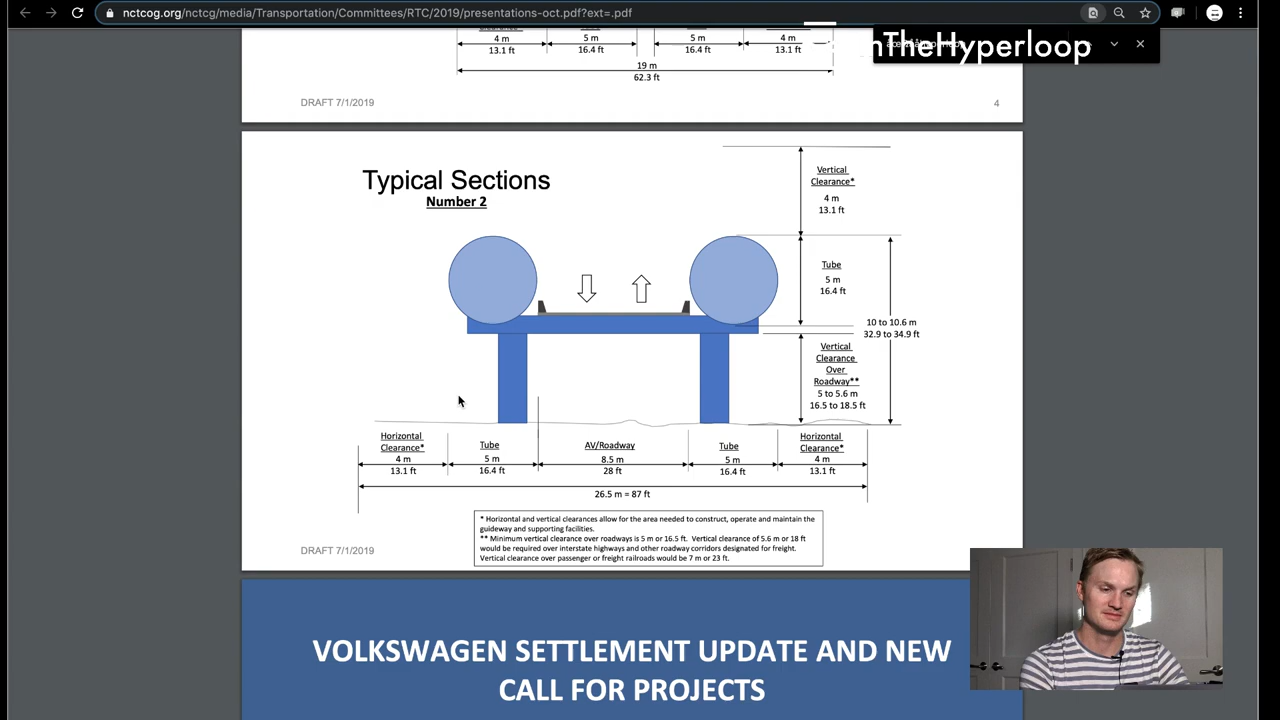 nctcog.org/nctcg/media/Transportation/Committees/RTC/2019/presentations-oct.pdf?ext=.pdf
nTheHyperloop
4 m
5 m
5 m
4 m
13.1 ft
16.4 ft
16.4 ft
13.1 ft
19 m
62.3 ft
DRAFT 7/1/2019
4
Typical Sections
Number 2
Vertical
Clearance*
4 m
13.1 ft
Tube
5 m
16.4 ft
10 to 10.6 m
32.9 to 34.9 ft
Vertical
Clearance
Over
Roadway**
5 to 5.6 m
16.5 to 18.5 ft
Horizontal
Clearance*
4 m
13.1 ft
Tube
5 m
16.4 ft
AV/Roadway
8.5 m
28 ft
Tube
5 m
16.4 ft
Horizontal
Clearance*
4 m
13.1 ft
26.5 m = 87 ft
* Horizontal and vertical clearances allow for the area needed to construct, operate and maintain the
guideway and supporting facilities.
** Minimum vertical clearance over roadways is 5 m or 16.5 ft. Vertical clearance of 5.6 m or 18 ft
would be required over interstate highways and other roadway corridors designated for freight.
Vertical clearance over passenger or freight railroads would be 7 m or 23 ft.
DRAFT 7/1/2019
VOLKSWAGEN SETTLEMENT UPDATE AND NEW
CALL FOR PROJECTS